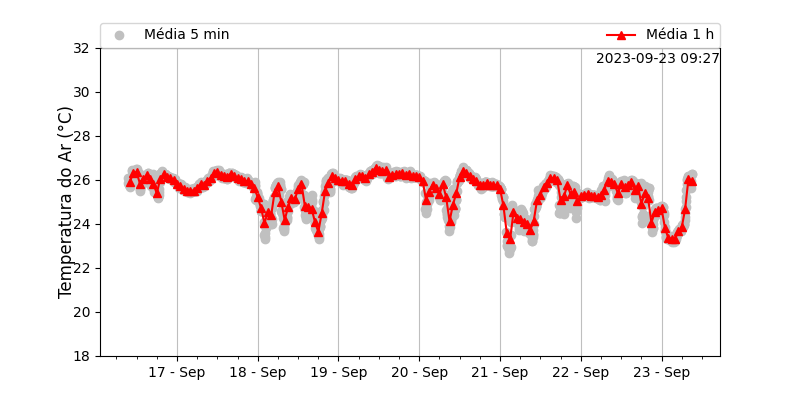 Média 5 min
Média 1 h
2023-09-23 09:27
Temperatura do Ar (°C)
32
30
28
26
24
22
20
18
17 - Sep
18 - Sep
19 - Sep
20 - Sep
21 - Sep
22 - Sep
23 - Sep